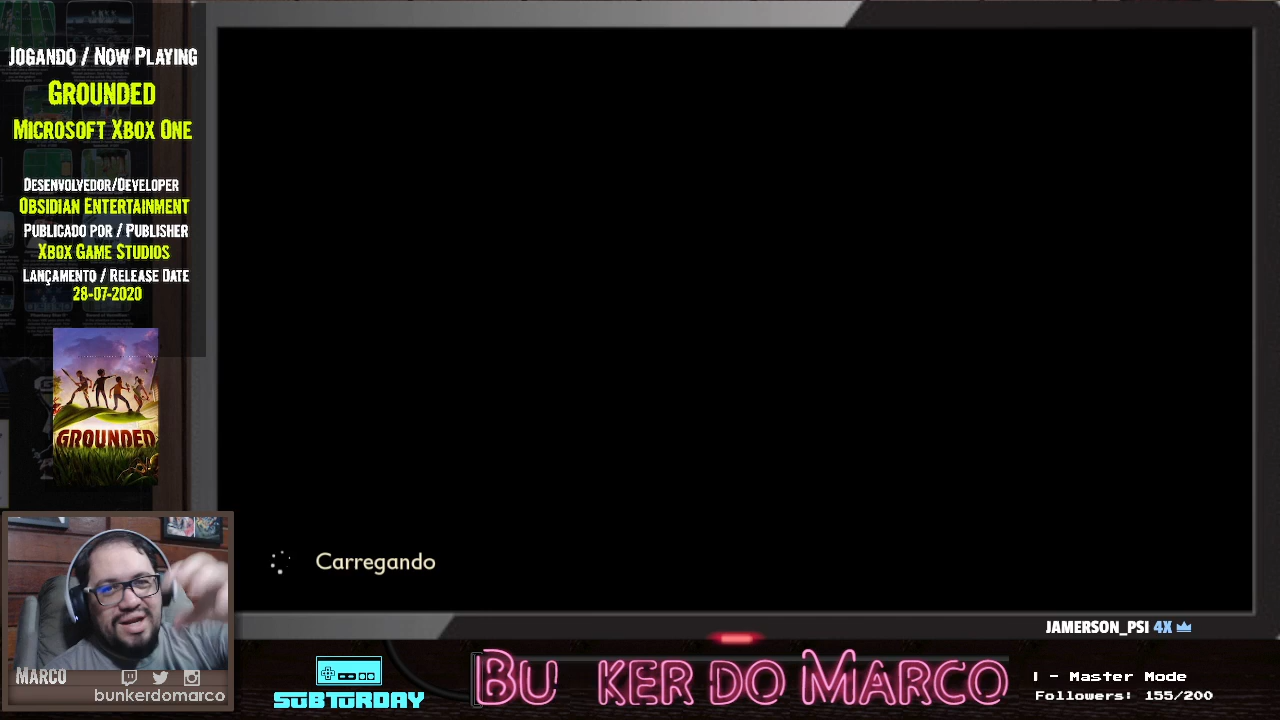 Jogando / Now Playing
Grounded
Microsoft Xbox One
Desenvolvedor/Developer
Obsidian Entertainment
Publicado por / Publisher
Xbox Game Studios
Lançamento / Release Date
28-07-2020
GROUNDED
Carregando
JAMERSON_PSI 4X
Marco
bunkerdomarco
SUBTURDAY
Bu ker do Marco
I - Master Mode
Followers: 155/200